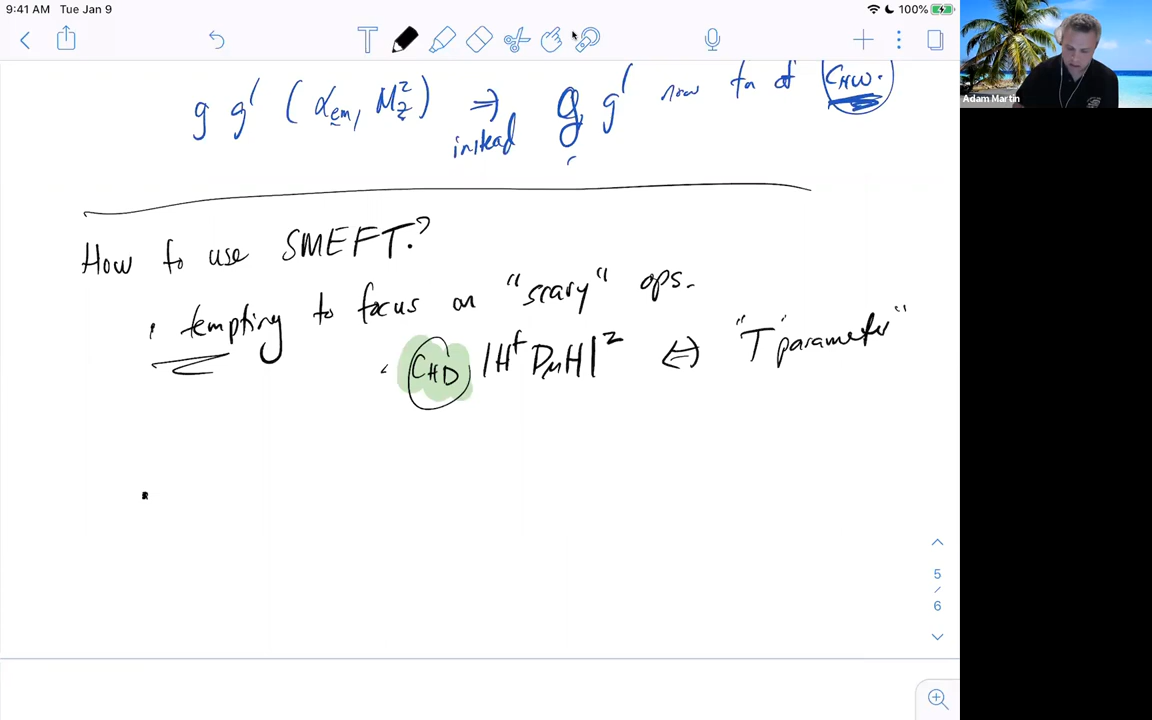 9:41 AM Tue Jan 9
100%
Adam Martin
g g' (α_em, M_Z^2) ⇒ g, g' now fn of C_HW.
instead
How to use SMEFT?
• tempting to focus on "scary" ops.
• C_HD |H^† D_μ H|^2 ⇔ "T parameter"
5
/
6